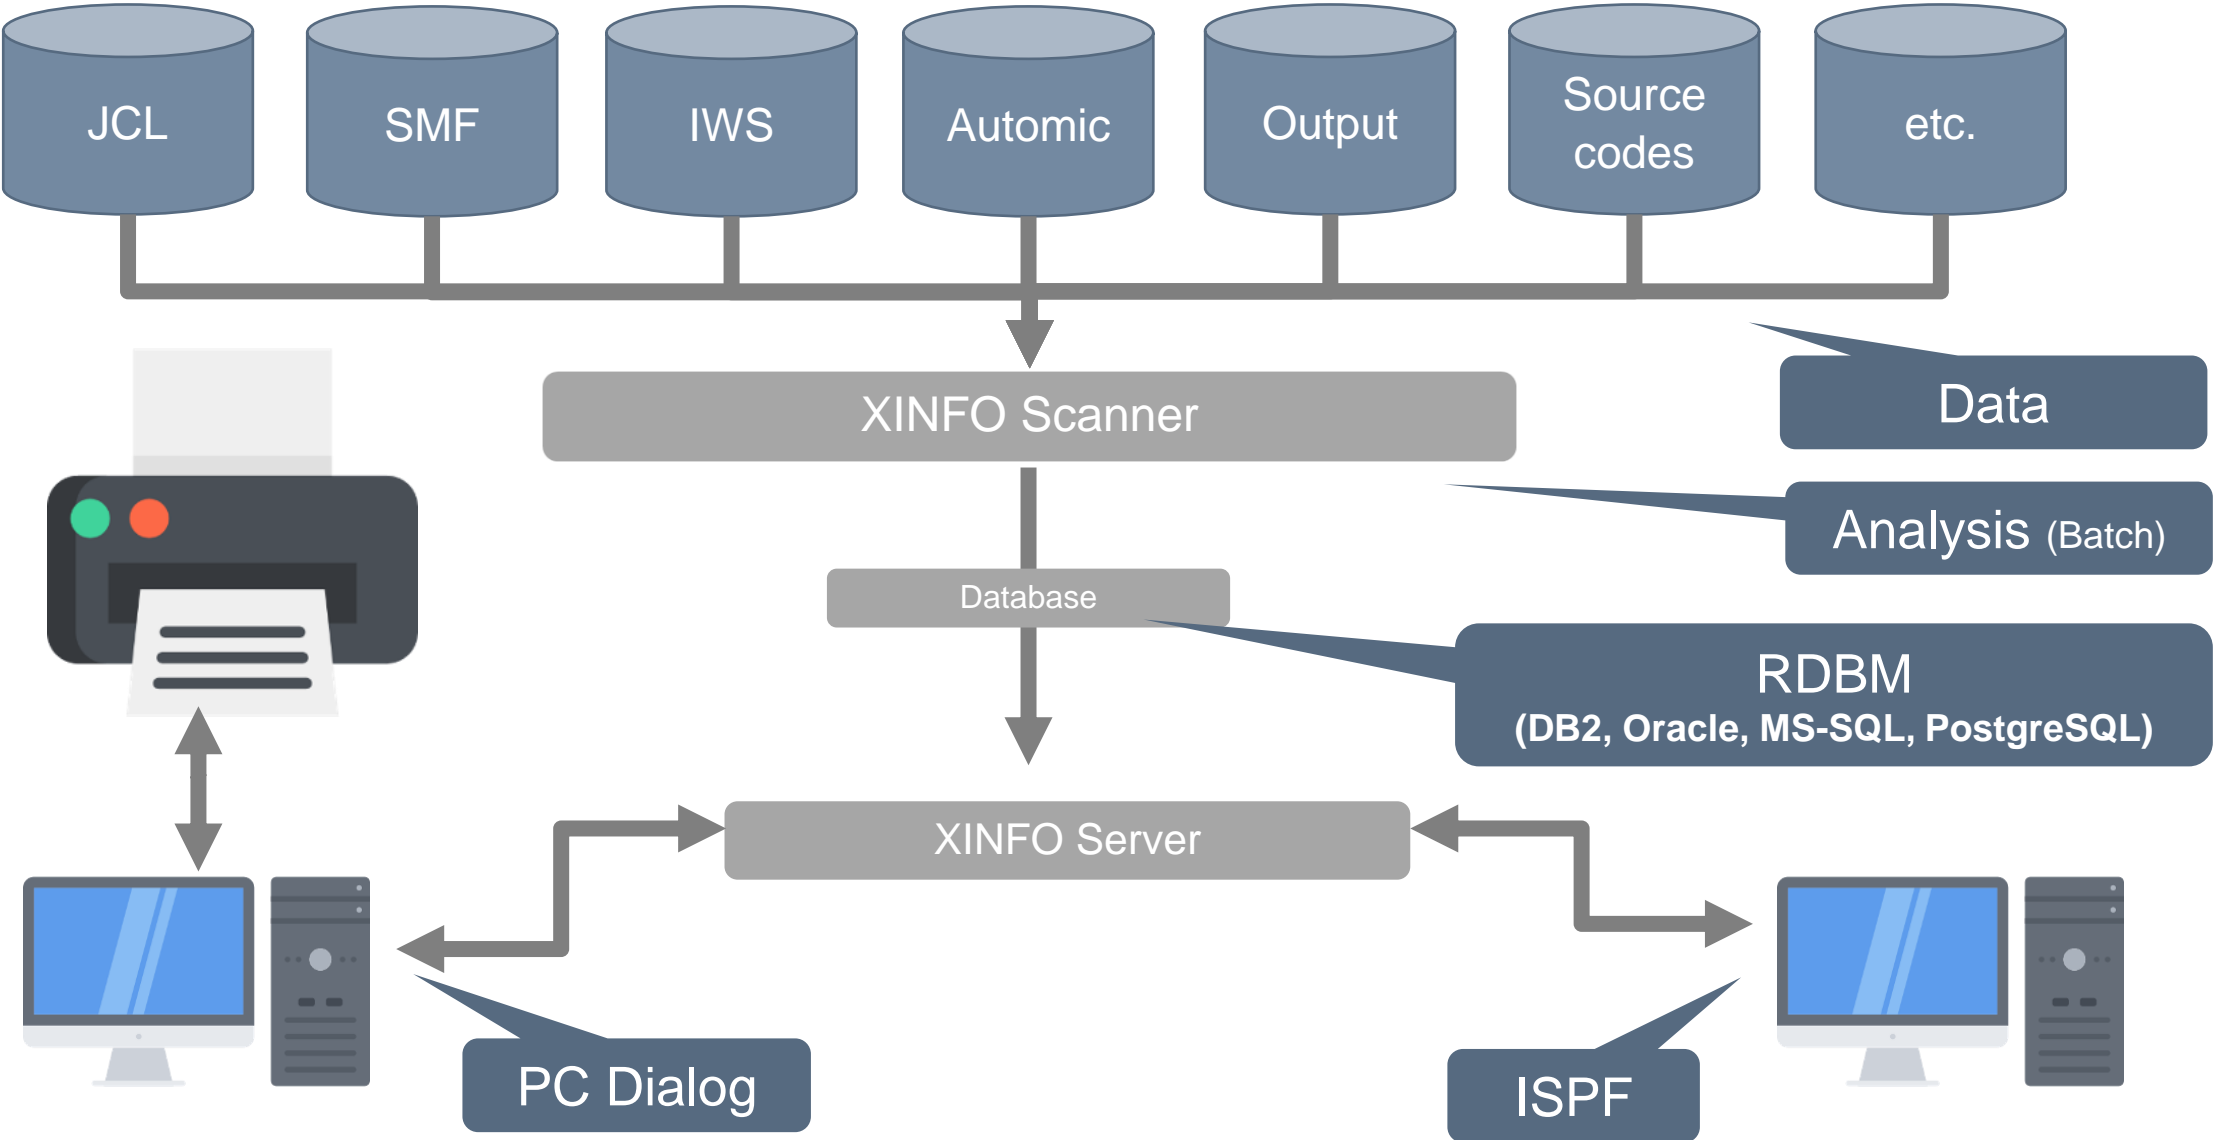 JCL
SMF
IWS
Automic
Output
Source
codes
etc.
XINFO Scanner
Data
Analysis (Batch)
Database
RDBM
(DB2, Oracle, MS-SQL, PostgreSQL)
XINFO Server
PC Dialog
ISPF